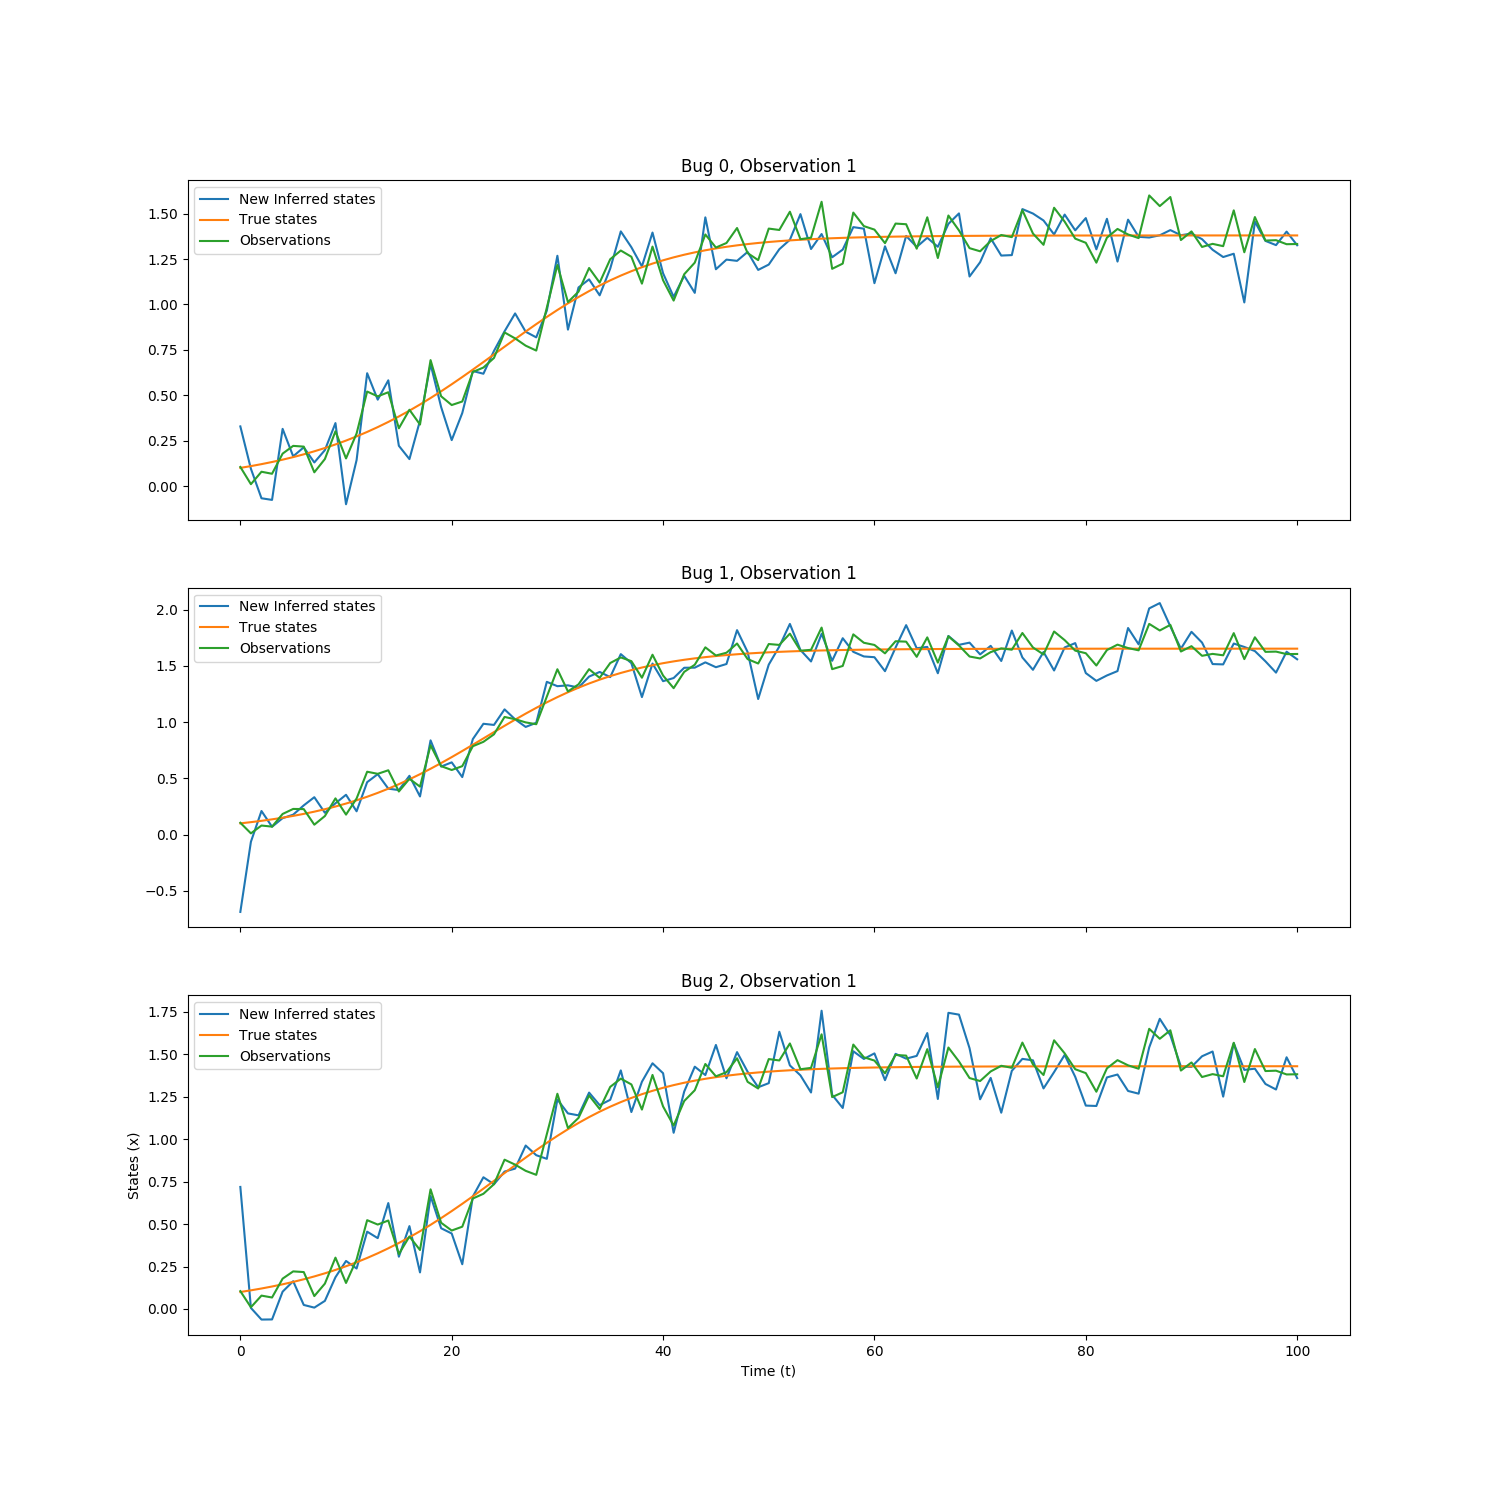 Bug 0, Observation 1
New Inferred states
True states
Observations
1.50
1.25
1.00
0.75
0.50
0.25
0.00
Bug 1, Observation 1
New Inferred states
True states
Observations
2.0
1.5
1.0
0.5
0.0
−0.5
Bug 2, Observation 1
New Inferred states
True states
Observations
1.75
1.50
1.25
1.00
0.75
0.50
0.25
0.00
States (x)
0 20 40 60 80 100
Time (t)